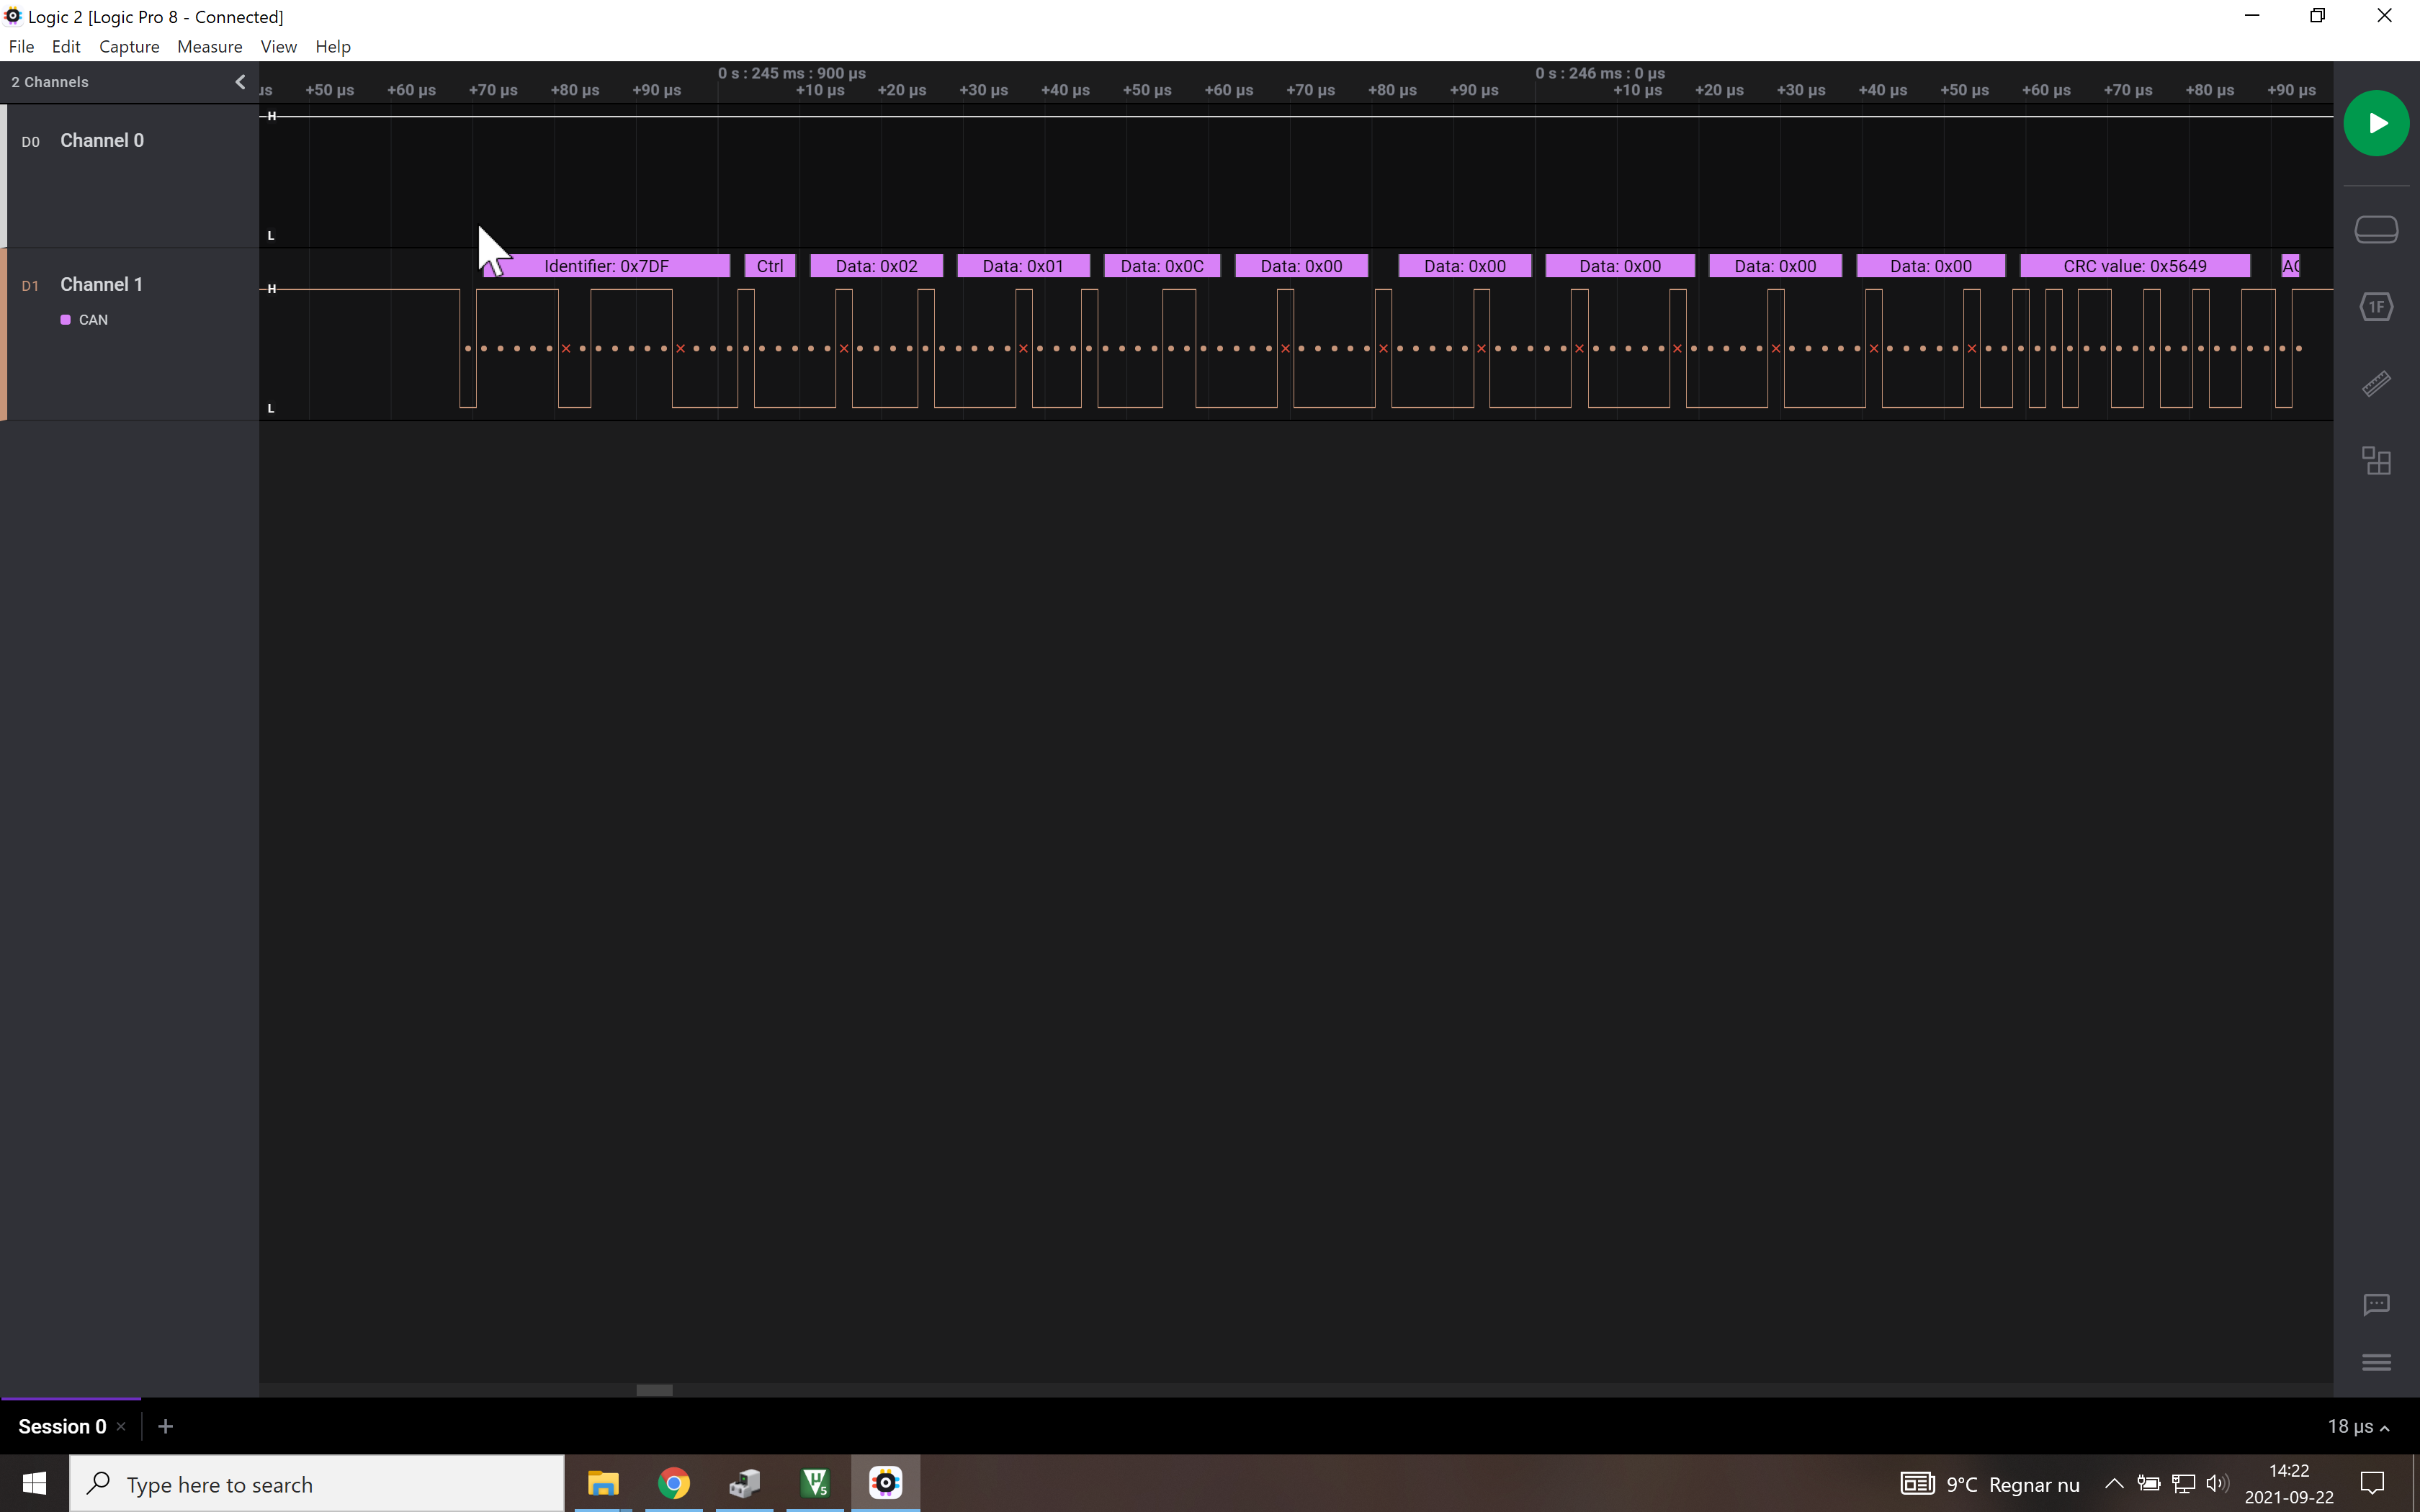 Logic 2 [Logic Pro 8 - Connected]
File Edit Capture Measure View Help
2 Channels
0 s : 245 ms : 900 µs 0 s : 246 ms : 0 µs
µs +50 µs +60 µs +70 µs +80 µs +90 µs +10 µs +20 µs +30 µs +40 µs +50 µs +60 µs +70 µs +80 µs +90 µs +10 µs +20 µs +30 µs +40 µs +50 µs +60 µs +70 µs +80 µs +90 µs
H
D0 Channel 0
L
Identifier: 0x7DF Ctrl Data: 0x02 Data: 0x01 Data: 0x0C Data: 0x00 Data: 0x00 Data: 0x00 Data: 0x00 Data: 0x00 CRC value: 0x5649 AC
D1 Channel 1
H
1F
CAN
L
Session 0 × + 18 µs
Type here to search
5
9°C Regnar nu
14:22
2021-09-22